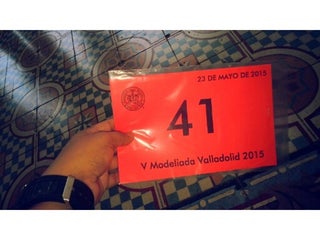 23 DE MAYO DE 2015
41
V Modeliada Valladolid 2015